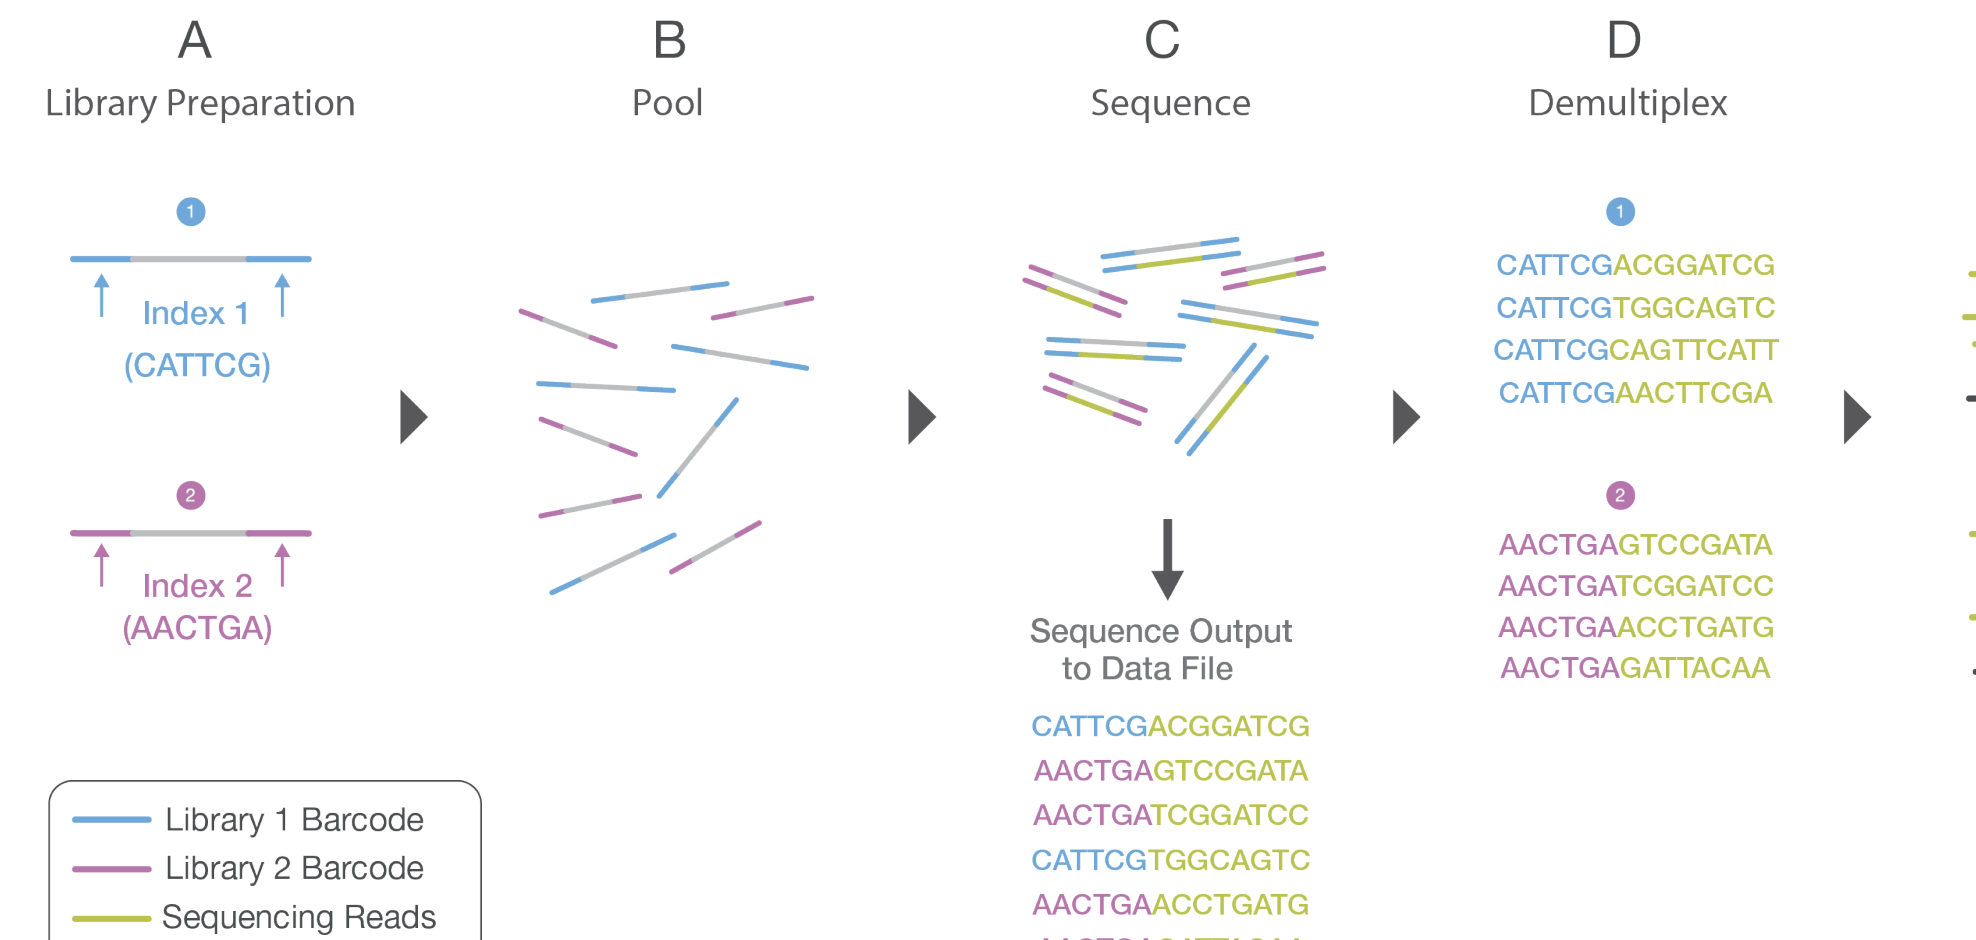 A
Library Preparation
1
Index 1
(CATTCG)
2
Index 2
(AACTGA)
Library 1 Barcode
Library 2 Barcode
Sequencing Reads
B
Pool
C
Sequence
Sequence Output
to Data File
CATTCGACGGATCG
AACTGAGTCCGATA
AACTGATCGGATCC
CATTCGTGGCAGTC
AACTGAACCTGATG
D
Demultiplex
1
CATTCGACGGATCG
CATTCGTGGCAGTC
CATTCGCAGTTCATT
CATTCGAACTTCGA
2
AACTGAGTCCGATA
AACTGATCGGATCC
AACTGAACCTGATG
AACTGAGATTACAA